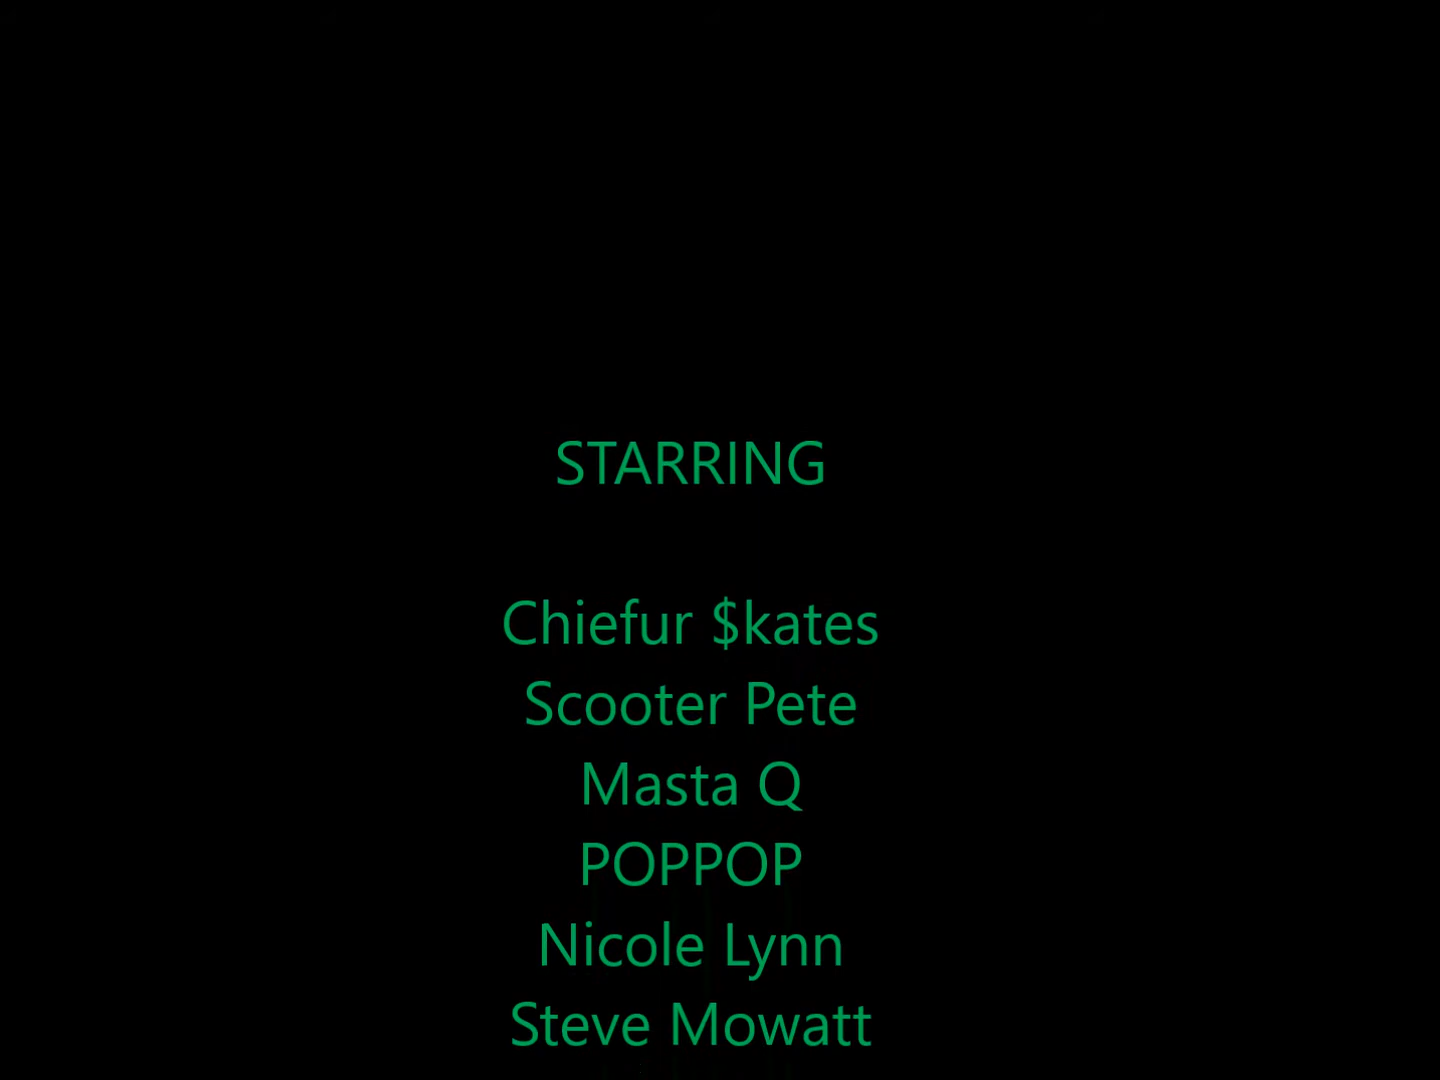 STARRING
Chiefur $kates
Scooter Pete
Masta Q
POPPOP
Nicole Lynn
Steve Mowatt